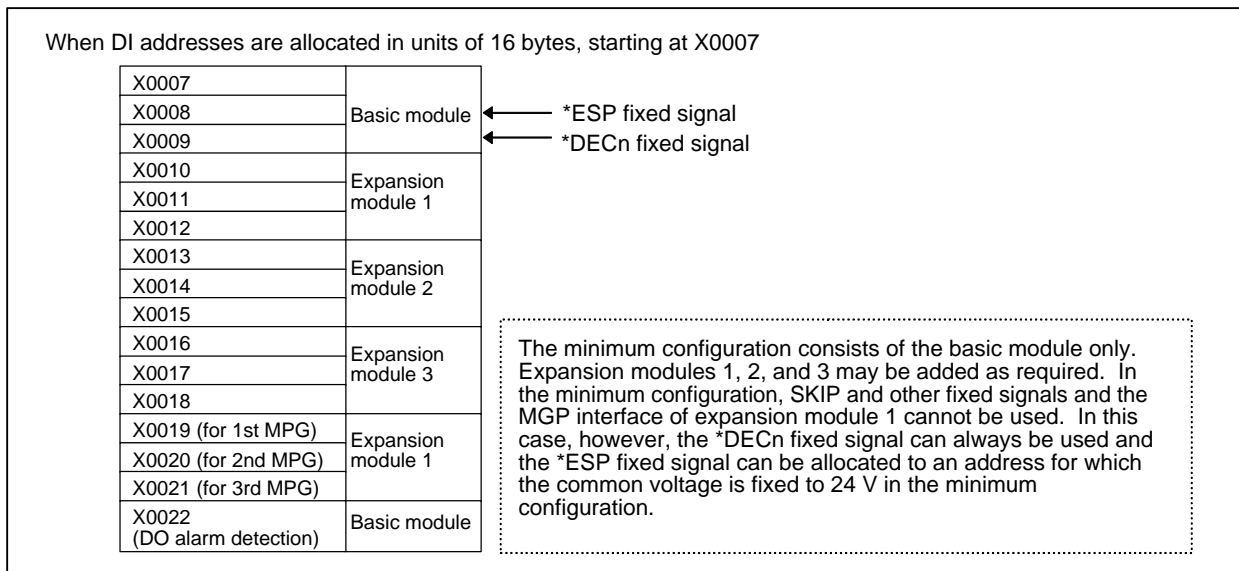 When DI addresses are allocated in units of 16 bytes, starting at X0007
X0007
X0008
Basic module
*ESP fixed signal
X0009
*DECn fixed signal
X0010
Expansion
module 1
X0011
X0012
X0013
Expansion
module 2
X0014
X0015
X0016
Expansion
module 3
X0017
X0018
X0019 (for 1st MPG)
Expansion
module 1
X0020 (for 2nd MPG)
X0021 (for 3rd MPG)
X0022
(DO alarm detection)
Basic module
The minimum configuration consists of the basic module only.
Expansion modules 1, 2, and 3 may be added as required. In
the minimum configuration, SKIP and other fixed signals and the
MGP interface of expansion module 1 cannot be used. In this
case, however, the *DECn fixed signal can always be used and
the *ESP fixed signal can be allocated to an address for which
the common voltage is fixed to 24 V in the minimum
configuration.